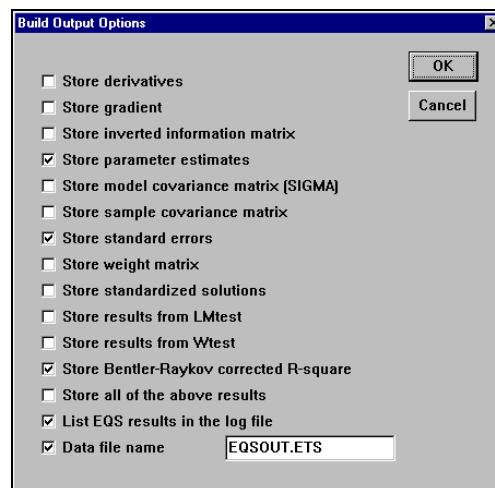 Build Output Options
OK
Cancel
Store derivatives
Store gradient
Store inverted information matrix
Store parameter estimates
Store model covariance matrix (SIGMA)
Store sample covariance matrix
Store standard errors
Store weight matrix
Store standardized solutions
Store results from LMtest
Store results from Wtest
Store Bentler-Raykov corrected R-square
Store all of the above results
List EQS results in the log file
Data file name EQSOUT.ETS